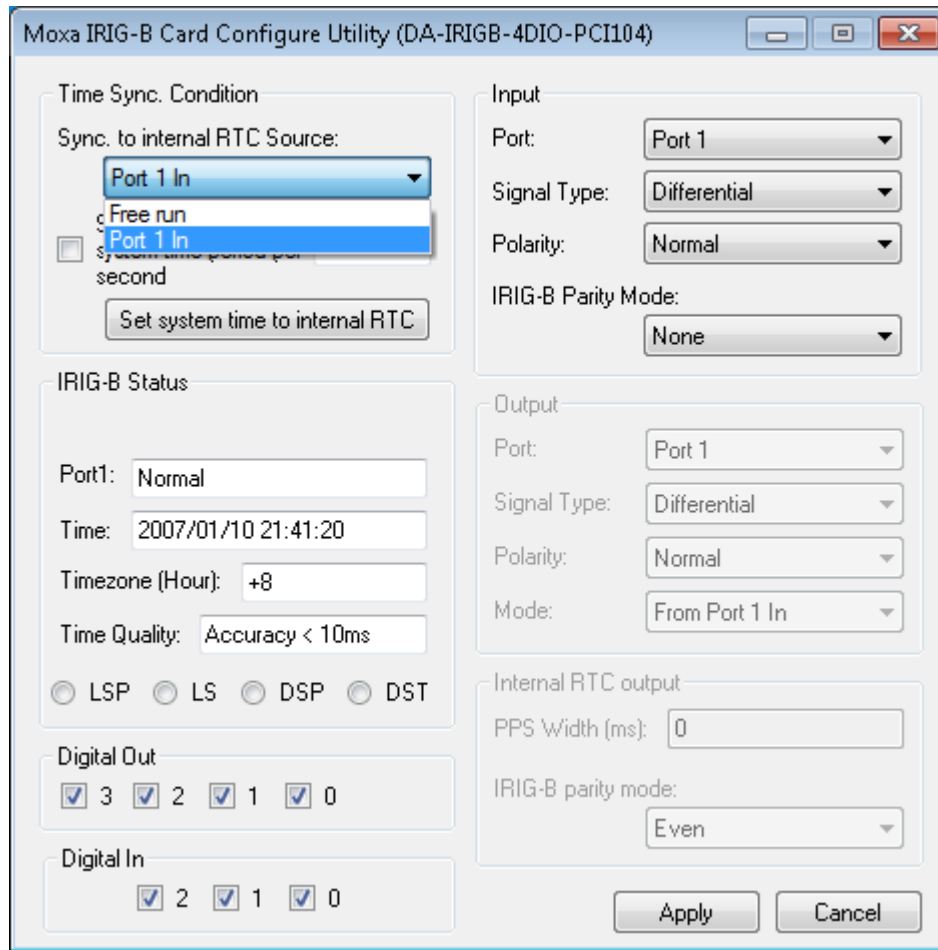 Moxa IRIG-B Card Configure Utility (DA-IRIGB-4DIO-PCI104)
Time Sync. Condition
Sync. to internal RTC Source:
Port 1 In
Free run
Port 1 In
second
Set system time to internal RTC
IRIG-B Status
Port1: Normal
Time: 2007/01/10 21:41:20
Timezone (Hour): +8
Time Quality: Accuracy < 10ms
LSP LS DSP DST
Digital Out
3 2 1 0
Digital In
2 1 0
Input
Port: Port 1
Signal Type: Differential
Polarity: Normal
IRIG-B Parity Mode:
None
Output
Port: Port 1
Signal Type: Differential
Polarity: Normal
Mode: From Port 1 In
Internal RTC output
PPS Width (ms): 0
IRIG-B parity mode:
Even
Apply Cancel